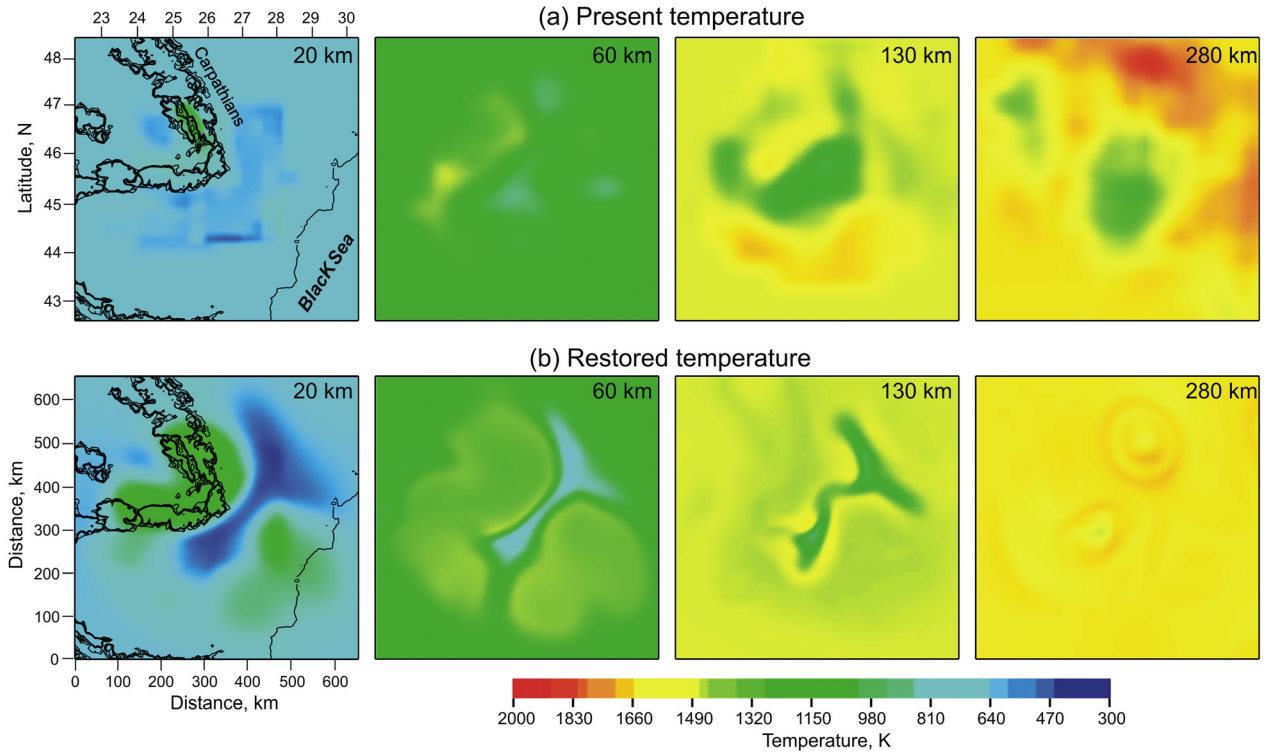 (a) Present temperature
23 24 25 26 27 28 29 30
20 km 60 km 130 km 280 km
Carpathians
BlacK Sea
Latitude, N
48
47
46
45
44
43
(b) Restored temperature
20 km 60 km 130 km 280 km
Distance, km
600
500
400
300
200
100
0
0 100 200 300 400 500 600
Distance, km
2000 1830 1660 1490 1320 1150 980 810 640 470 300
Temperature, K